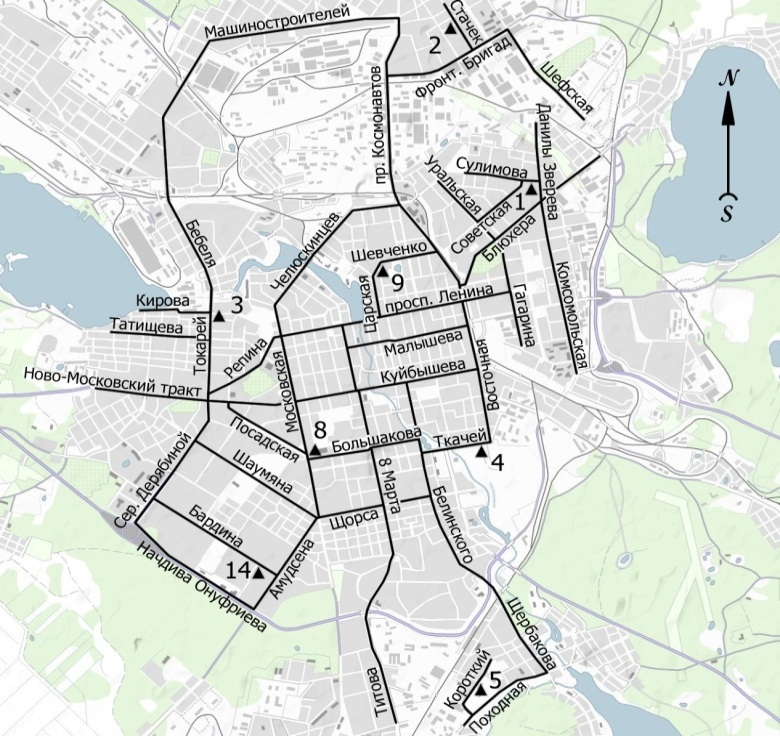 Машиностроителей
Стачек
2
Фронт. Бригад
Шефская
пр. Космонавтов
N
S
Данилы Зверева
Сулимова
Уральская
1
Советская
Блюхера
Бебеля
Челюскинцев
Шевченко
9
Царская
просп. Ленина
Гагарина
Комсомольская
Кирова
3
Татищева
Токарей
Репина
Малышева
Ново-Московский тракт
Московская
Куйбышева
Восточная
Посадская
8
Большакова
Ткачей
4
Сер. Дерябиной
Шаумяна
8 Марта
Бардина
Щорса
Белинского
14
Амудсена
Начдива Онуфриева
Щербакова
Титова
Короткий
5
Походная